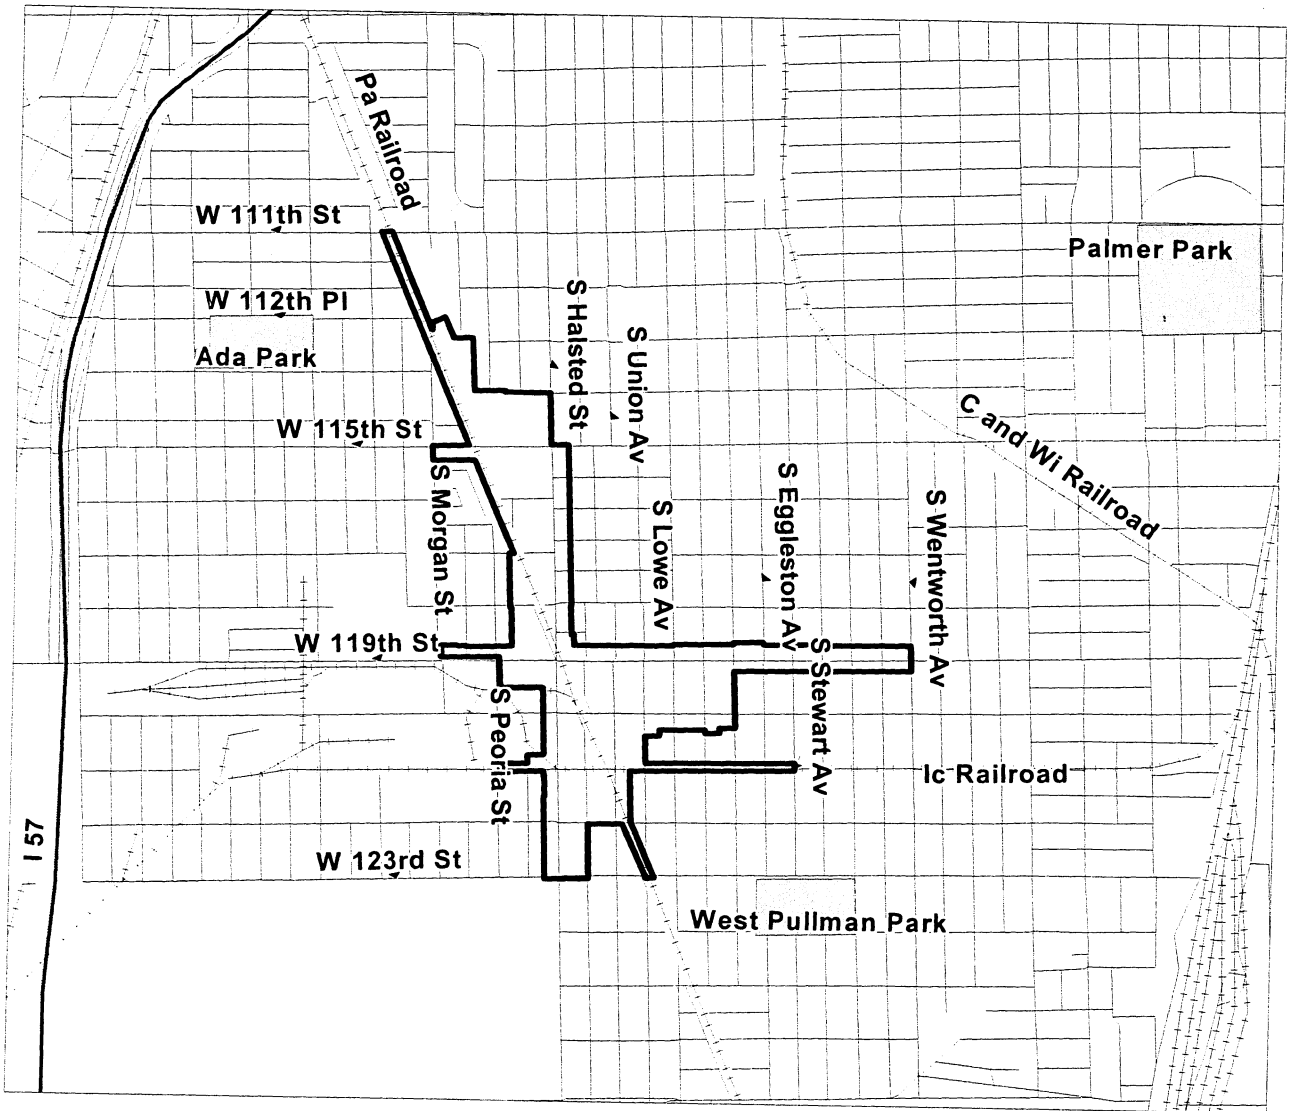 Pa Railroad
W 111th St
Palmer Park
W 112th Pl
S Halsted St
S Union Av
Ada Park
C and Wi Railroad
W 115th St
S Morgan St
S Eggleston Av
S Wentworth Av
S Lowe Av
W 119th St
S Stewart Av
S Peoria St
Ic Railroad
I 57
W 123rd St
West Pullman Park